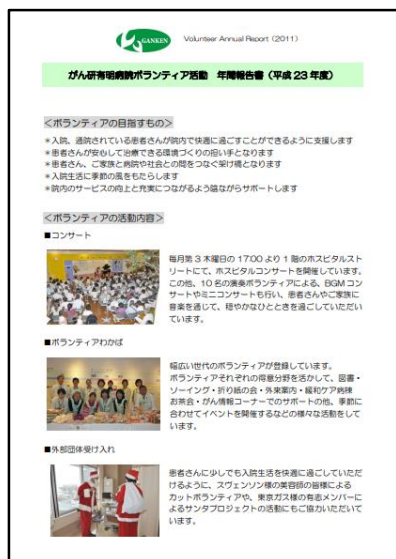 GANKEN
Volunteer Annual Report (2011)
がん研有明病院ボランティア活動 年間報告書（平成 23 年度）
＜ボランティアの目指すもの＞
＊入院、通院されている患者さんが院内で快適に過ごすことができるように支援します
＊患者さんが安心して治療できる環境づくりの担い手となります
＊患者さん、ご家族と病院や社会との間をつなぐ架け橋となります
＊入院生活に季節の風をもたらします
＊院内のサービスの向上と充実につながるよう陰ながらサポートします
＜ボランティアの活動内容＞
■コンサート
毎月第 3 木曜日の 17:00 より 1 階のホスピタルスト
リートにて、ホスピタルコンサートを開催しています。
この他、10 名の演奏ボランティアによる、BGM コン
サートやミニコンサートも行い、患者さんやご家族に
音楽を通じて、穏やかなひとときを過ごしていただい
ています。
■ボランティアわかば
幅広い世代のボランティアが登録しています。
ボランティアそれぞれの得意分野を活かして、図書・
ソーイング・折り紙の会・外来案内・緩和ケア病棟
お茶会・がん情報コーナーでのサポートの他、季節に
合わせてイベントを開催するなどの様々な活動をして
います。
■外部団体受け入れ
患者さんに少しでも入院生活を快適に過ごしていただ
けるように、スヴェンソン様の美容師の皆様による
カットボランティアや、東京ガス様の有志メンバーに
よるサンタプロジェクトの活動にもご協力いただいて
います。